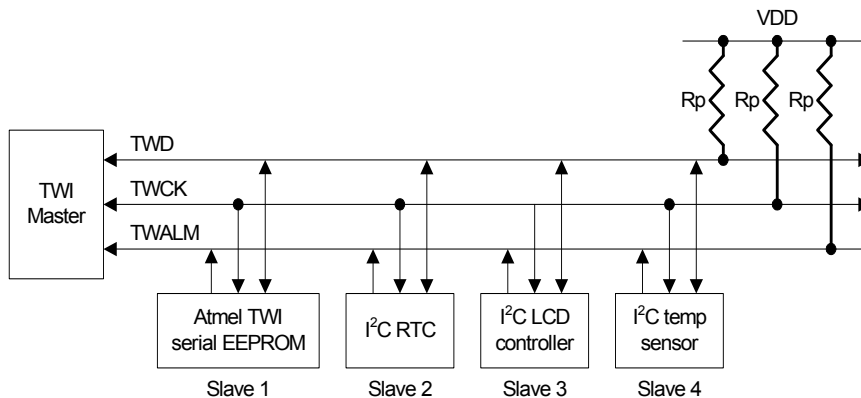 VDD
Rp Rp Rp
TWD
TWI
Master
TWCK
TWALM
Atmel TWI
serial EEPROM
I²C RTC
I²C LCD
controller
I²C temp
sensor
Slave 1 Slave 2 Slave 3 Slave 4